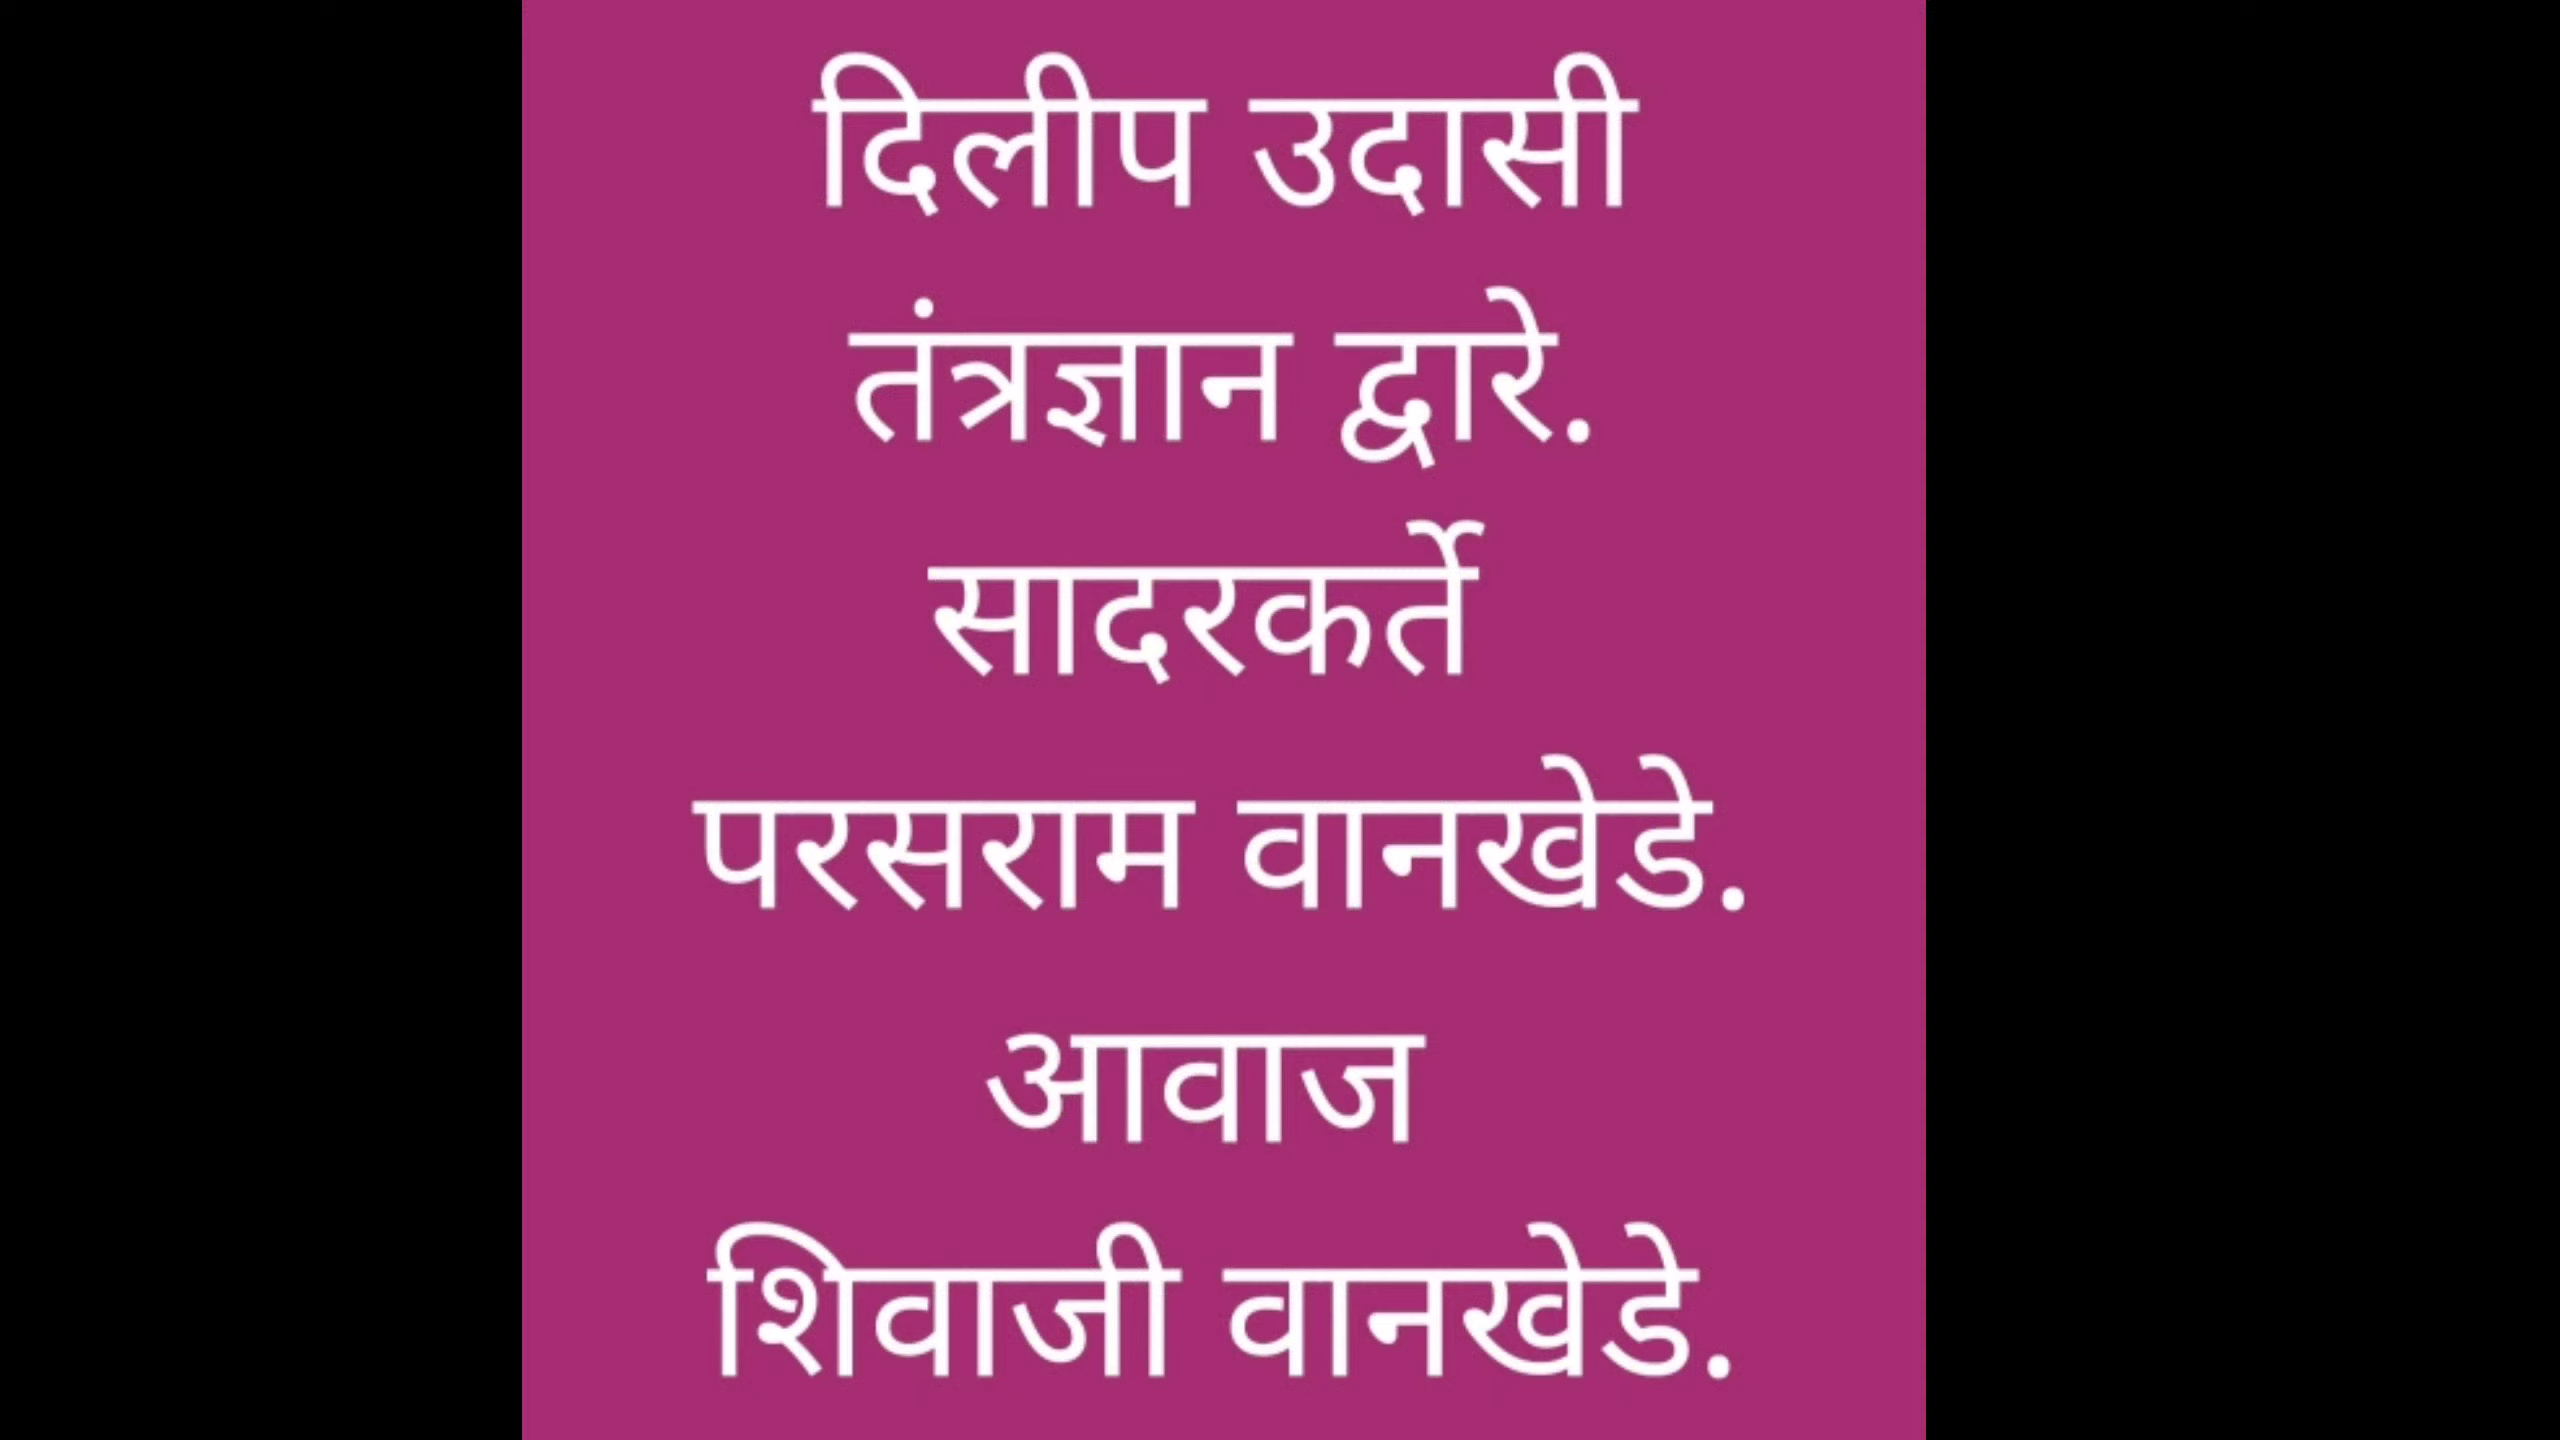 दिलीप उदासी
तंत्रज्ञान द्वारे.
सादरकर्ते
परसराम वानखेडे.
आवाज
शिवाजी वानखेडे.